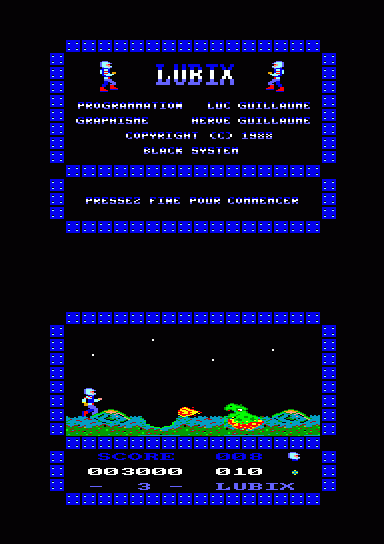 LUBIX
PROGRAMMATION LUC GUILLAUME
GRAPHISME HERVE GUILLAUME
COPYRIGHT (C) 1988
BLACK SYSTEM
PRESSEZ FIRE POUR COMMENCER
SCORE 008
003000 010
- 3 - LUBIX